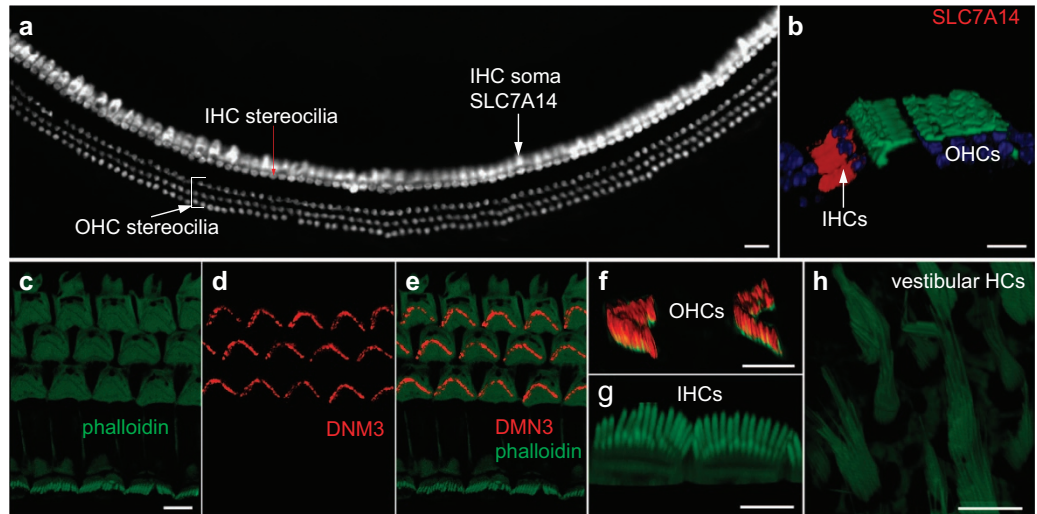 a
IHC stereocilia
IHC soma
SLC7A14
OHC stereocilia
b
SLC7A14
OHCs
IHCs
c
phalloidin
d
DNM3
e
DMN3
phalloidin
f
OHCs
g
IHCs
h
vestibular HCs